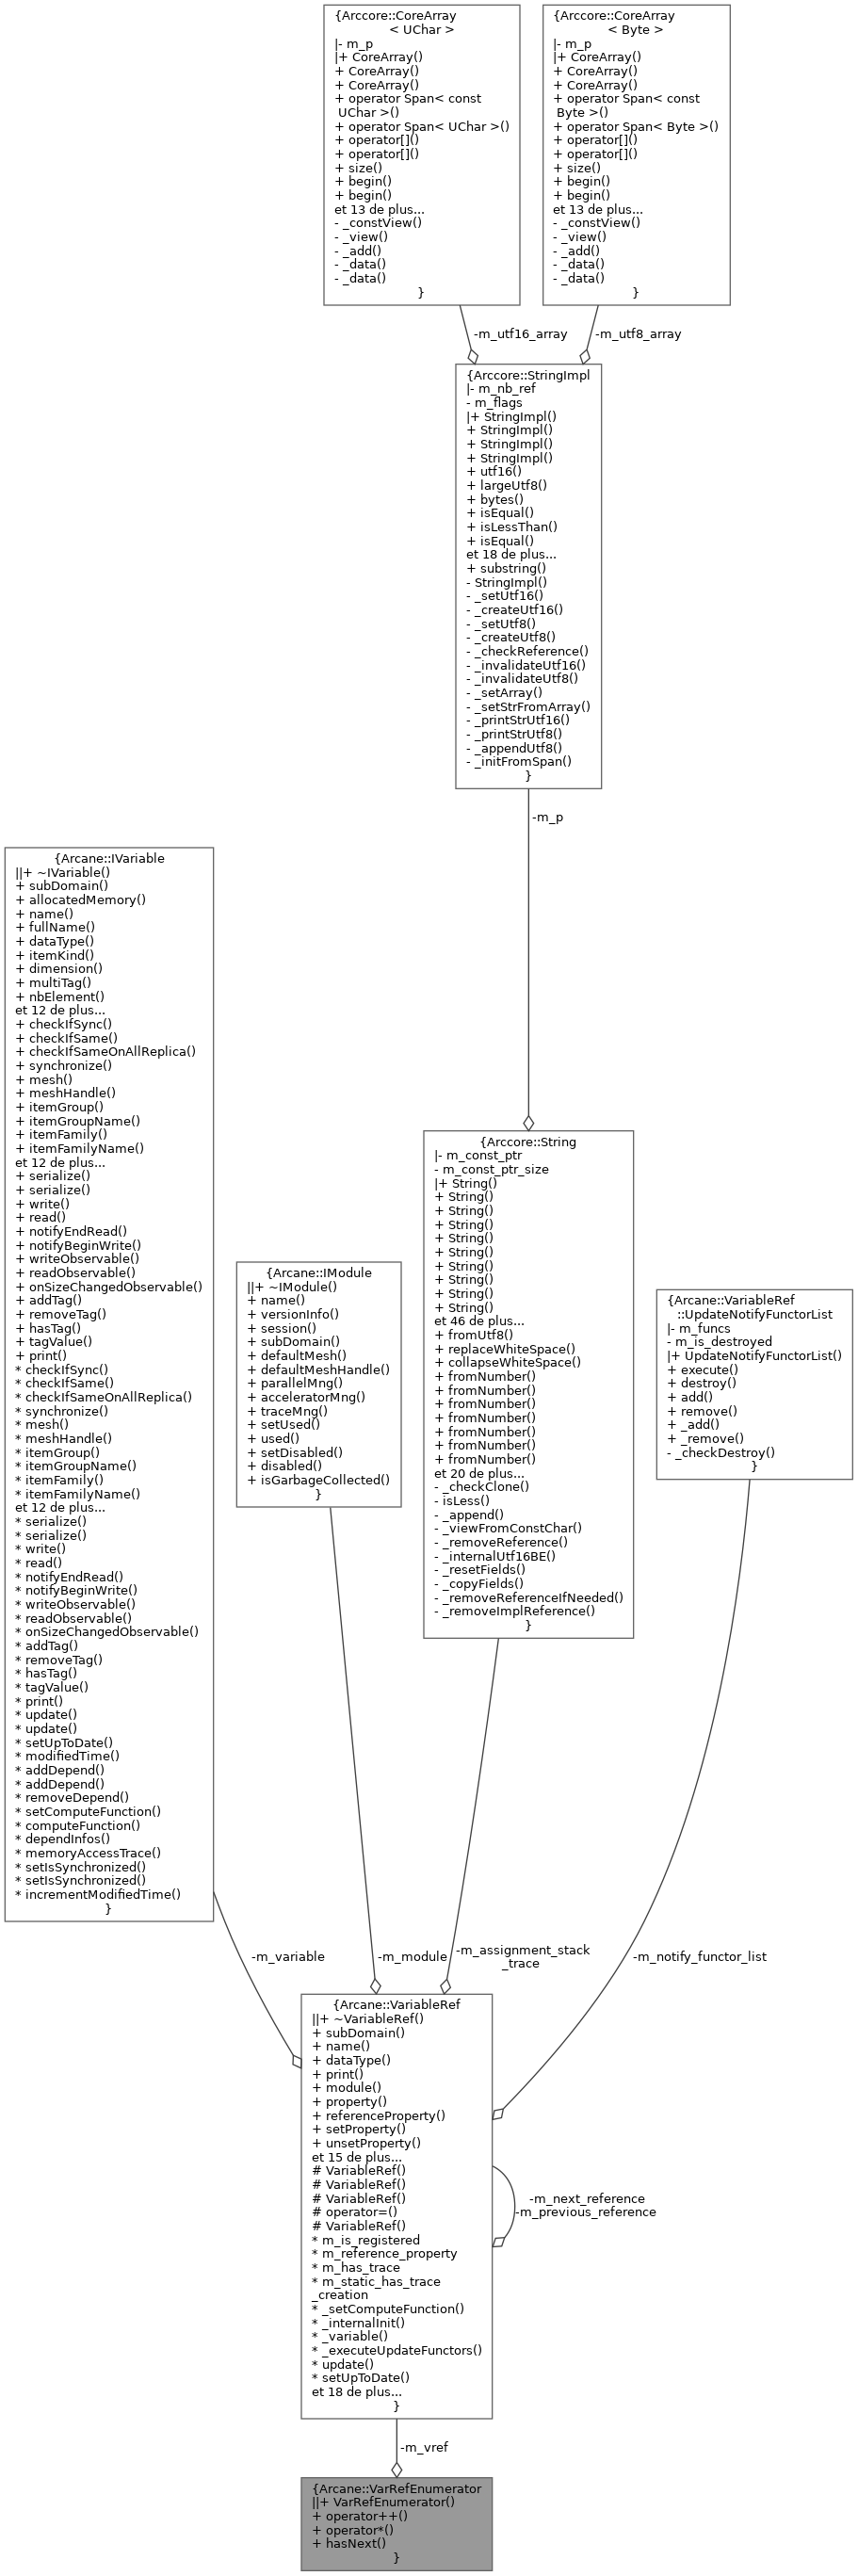 {Arccore::CoreArray
< UChar >
|- m_p
|+ CoreArray()
+ CoreArray()
+ CoreArray()
+ operator Span< const
UChar >()
+ operator Span< UChar >()
+ operator[]()
+ operator[]()
+ size()
+ begin()
+ begin()
et 13 de plus...
- _constView()
- _view()
- _add()
- _data()
- _data()
}
{Arccore::CoreArray
< Byte >
|- m_p
|+ CoreArray()
+ CoreArray()
+ CoreArray()
+ operator Span< const
Byte >()
+ operator Span< Byte >()
+ operator[]()
+ operator[]()
+ size()
+ begin()
+ begin()
et 13 de plus...
- _constView()
- _view()
- _add()
- _data()
- _data()
}
-m_utf16_array
-m_utf8_array
{Arccore::StringImpl
|- m_nb_ref
- m_flags
|+ StringImpl()
+ StringImpl()
+ StringImpl()
+ StringImpl()
+ utf16()
+ largeUtf8()
+ bytes()
+ isEqual()
+ isLessThan()
+ isEqual()
et 18 de plus...
+ substring()
- StringImpl()
- _setUtf16()
- _createUtf16()
- _setUtf8()
- _createUtf8()
- _checkReference()
- _invalidateUtf16()
- _invalidateUtf8()
- _setArray()
- _setStrFromArray()
- _printStrUtf16()
- _printStrUtf8()
- _appendUtf8()
- _initFromSpan()
}
-m_p
{Arcane::IVariable
||+ ~IVariable()
+ subDomain()
+ allocatedMemory()
+ name()
+ fullName()
+ dataType()
+ itemKind()
+ dimension()
+ multiTag()
+ nbElement()
et 12 de plus...
+ checkIfSync()
+ checkIfSame()
+ checkIfSameOnAllReplica()
+ synchronize()
+ mesh()
+ meshHandle()
+ itemGroup()
+ itemGroupName()
+ itemFamily()
+ itemFamilyName()
et 12 de plus...
+ serialize()
+ serialize()
+ write()
+ read()
+ notifyEndRead()
+ notifyBeginWrite()
+ writeObservable()
+ readObservable()
+ onSizeChangedObservable()
+ addTag()
+ removeTag()
+ hasTag()
+ tagValue()
+ print()
* checkIfSync()
* checkIfSame()
* checkIfSameOnAllReplica()
* synchronize()
* mesh()
* meshHandle()
* itemGroup()
* itemGroupName()
* itemFamily()
* itemFamilyName()
et 12 de plus...
* serialize()
* serialize()
* write()
* read()
* notifyEndRead()
* notifyBeginWrite()
* writeObservable()
* readObservable()
* onSizeChangedObservable()
* addTag()
* removeTag()
* hasTag()
* tagValue()
* print()
* update()
* update()
* setUpToDate()
* modifiedTime()
* addDepend()
* addDepend()
* removeDepend()
* setComputeFunction()
* computeFunction()
* dependInfos()
* memoryAccessTrace()
* setIsSynchronized()
* setIsSynchronized()
* incrementModifiedTime()
}
{Arcane::IModule
||+ ~IModule()
+ name()
+ versionInfo()
+ session()
+ subDomain()
+ defaultMesh()
+ defaultMeshHandle()
+ parallelMng()
+ acceleratorMng()
+ traceMng()
+ setUsed()
+ used()
+ setDisabled()
+ disabled()
+ isGarbageCollected()
}
{Arccore::String
|- m_const_ptr
- m_const_ptr_size
|+ String()
+ String()
+ String()
+ String()
+ String()
+ String()
+ String()
+ String()
+ String()
+ String()
et 46 de plus...
+ fromUtf8()
+ replaceWhiteSpace()
+ collapseWhiteSpace()
+ fromNumber()
+ fromNumber()
+ fromNumber()
+ fromNumber()
+ fromNumber()
+ fromNumber()
+ fromNumber()
et 20 de plus...
- _checkClone()
- isLess()
- _append()
- _viewFromConstChar()
- _removeReference()
- _internalUtf16BE()
- _resetFields()
- _copyFields()
- _removeReferenceIfNeeded()
- _removeImplReference()
}
{Arcane::VariableRef
::UpdateNotifyFunctorList
|- m_funcs
- m_is_destroyed
|+ UpdateNotifyFunctorList()
+ execute()
+ destroy()
+ add()
+ remove()
+ _add()
+ _remove()
- _checkDestroy()
}
-m_variable
-m_module
-m_assignment_stack
_trace
-m_notify_functor_list
{Arcane::VariableRef
||+ ~VariableRef()
+ subDomain()
+ name()
+ dataType()
+ print()
+ module()
+ property()
+ referenceProperty()
+ setProperty()
+ unsetProperty()
et 15 de plus...
# VariableRef()
# VariableRef()
# VariableRef()
# operator=()
# VariableRef()
* m_is_registered
* m_reference_property
* m_has_trace
* m_static_has_trace
_creation
* _setComputeFunction()
* _internalInit()
* _variable()
* _executeUpdateFunctors()
* update()
* setUpToDate()
et 18 de plus...
}
-m_next_reference
-m_previous_reference
-m_vref
{Arcane::VarRefEnumerator
||+ VarRefEnumerator()
+ operator++()
+ operator*()
+ hasNext()
}